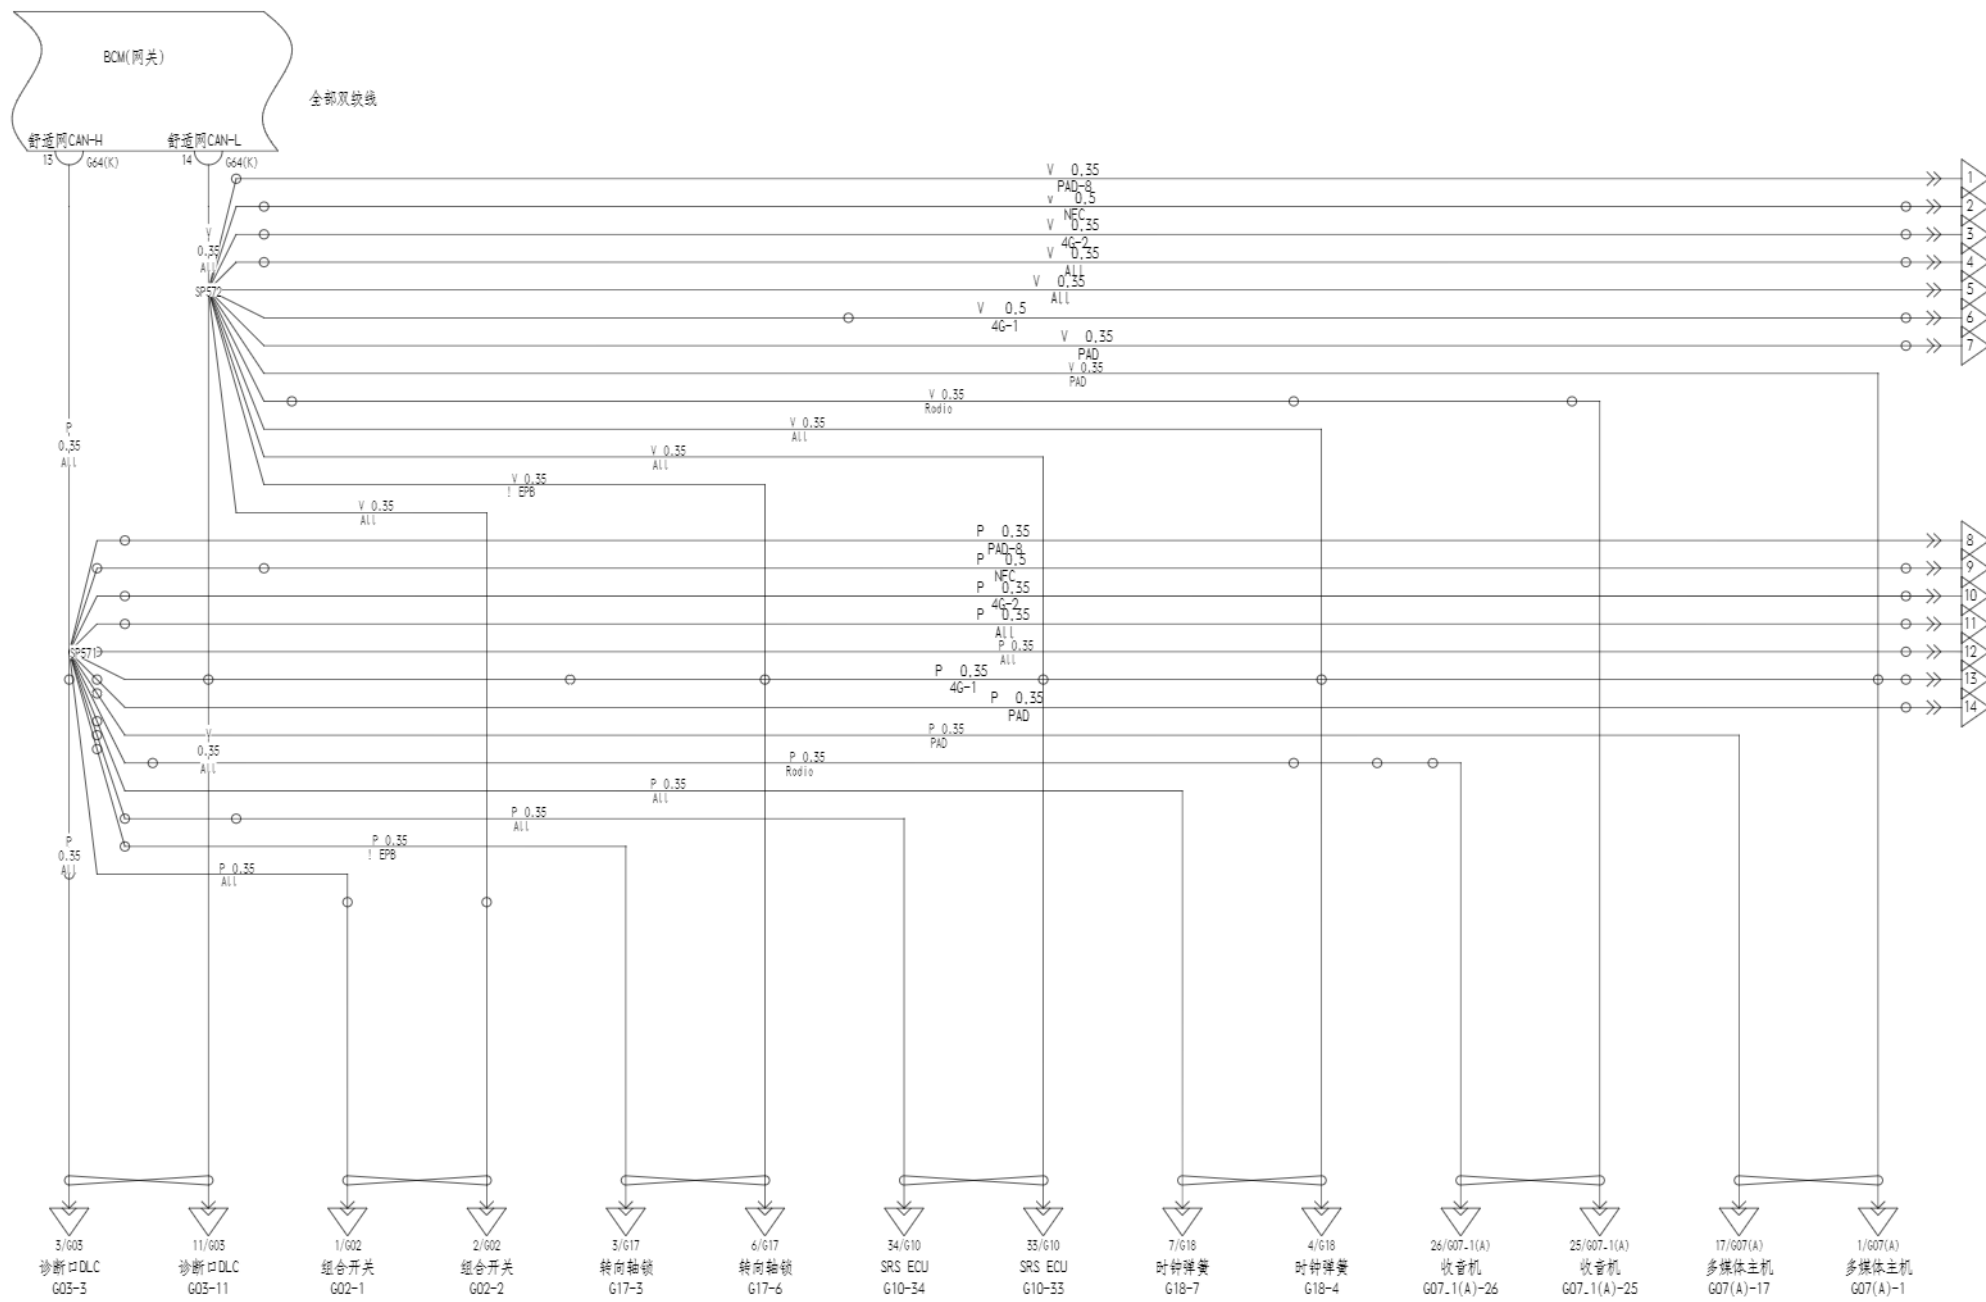 BCM(网关)
全部双绞线
舒适网CAN-H
舒适网CAN-L
13
G64(K)
14
G64(K)
V 0.35
PAD-8
1
V 0.5
NFC
2
V 0.35
4G-2
3
V 0.35
All
4
V 0.35
All
5
V 0.5
4G-1
6
V 0.35
PAD
7
V
0.35
All
SP572
V 0.35
PAD
V 0.35
Radio
V 0.35
All
V 0.35
All
V 0.35
! EPB
V 0.35
All
P
0.35
All
P 0.35
PAD-8
8
P 0.5
NFC
9
P 0.35
4G-2
10
P 0.35
All
11
SP571
P 0.35
All
12
P 0.35
4G-1
13
P 0.35
PAD
14
V
0.35
All
P 0.35
PAD
P 0.35
Radio
P 0.35
All
P 0.35
All
P 0.35
! EPB
P
0.35
All
P 0.35
All
3/G03
11/G03
1/G02
2/G02
3/G17
6/G17
34/G10
33/G10
7/G18
4/G18
26/G07-1(A)
25/G07-1(A)
17/G07(A)
1/G07(A)
诊断口DLC
诊断口DLC
组合开关
组合开关
转向轴锁
转向轴锁
SRS ECU
SRS ECU
时钟弹簧
时钟弹簧
收音机
收音机
多媒体主机
多媒体主机
G03-3
G03-11
G02-1
G02-2
G17-3
G17-6
G10-34
G10-33
G18-7
G18-4
G07_1(A)-26
G07_1(A)-25
G07(A)-17
G07(A)-1